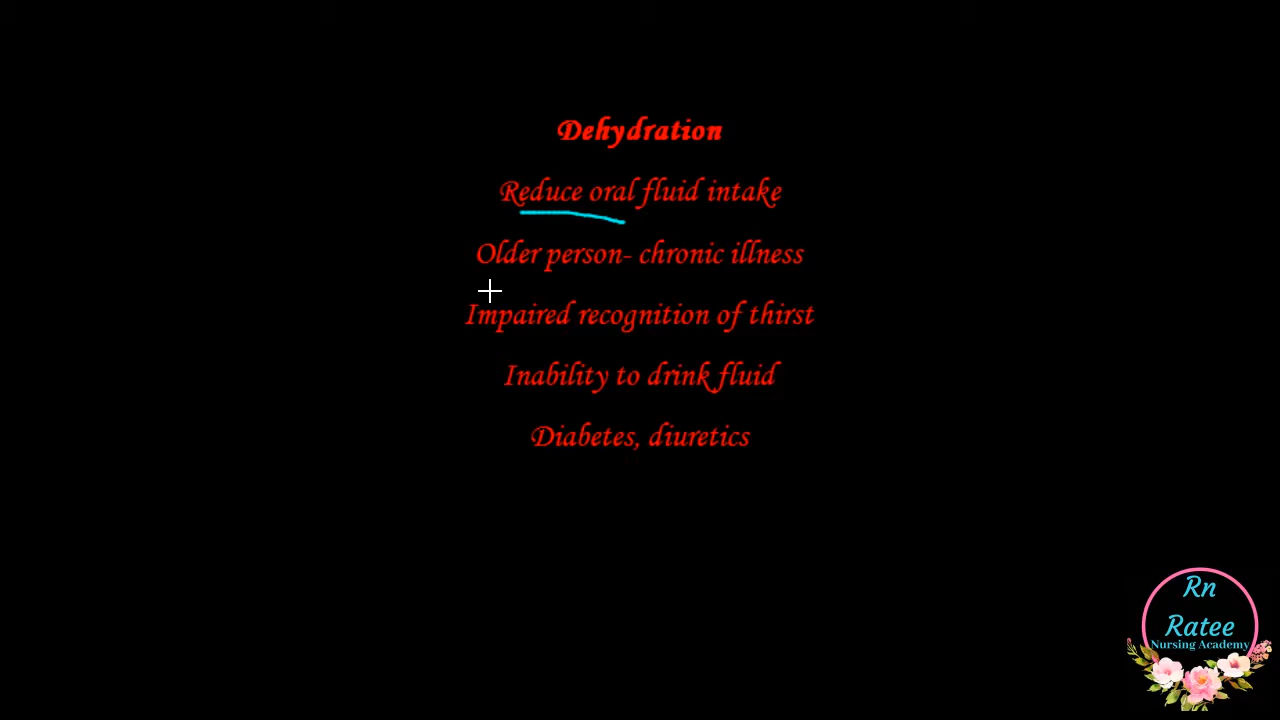 Dehydration
Reduce oral fluid intake
Older person- chronic illness
Impaired recognition of thirst
Inability to drink fluid
Diabetes, diuretics
Rn
Ratee
Nursing Academy